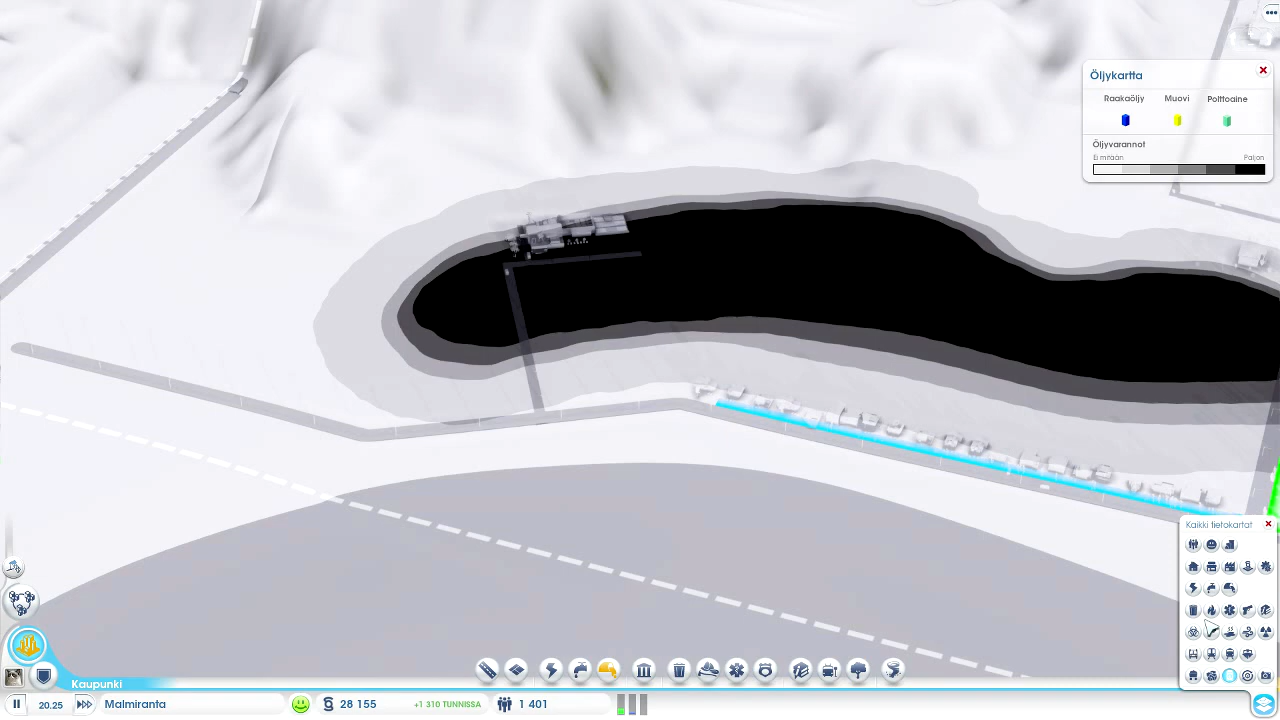 Öljykartta
Raakaöljy Muovi Polttoaine
Öljyvarannot
Ei mitään Paljon
Kaikki tietokartat
Kaupunki
20.25 Malmiranta 28 155 +1 310 TUNNISSA 1 401